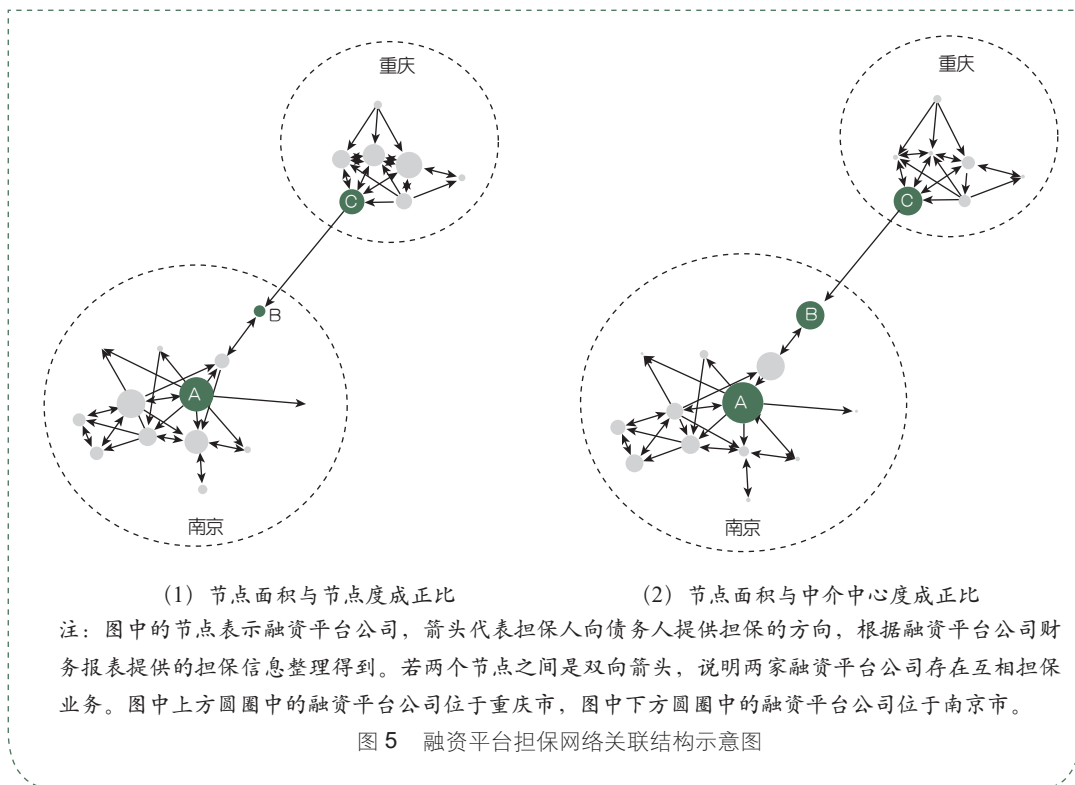 重庆
重庆
C
C
B
B
A
A
南京
南京
(1) 节点面积与节点度成正比
(2) 节点面积与中介中心度成正比
注：图中的节点表示融资平台公司，箭头代表担保人向债务人提供担保的方向，根据融资平台公司财
务报表提供的担保信息整理得到。若两个节点之间是双向箭头，说明两家融资平台公司存在互相担保
业务。图中上方圆圈中的融资平台公司位于重庆市，图中下方圆圈中的融资平台公司位于南京市。
图 5 融资平台担保网络关联结构示意图